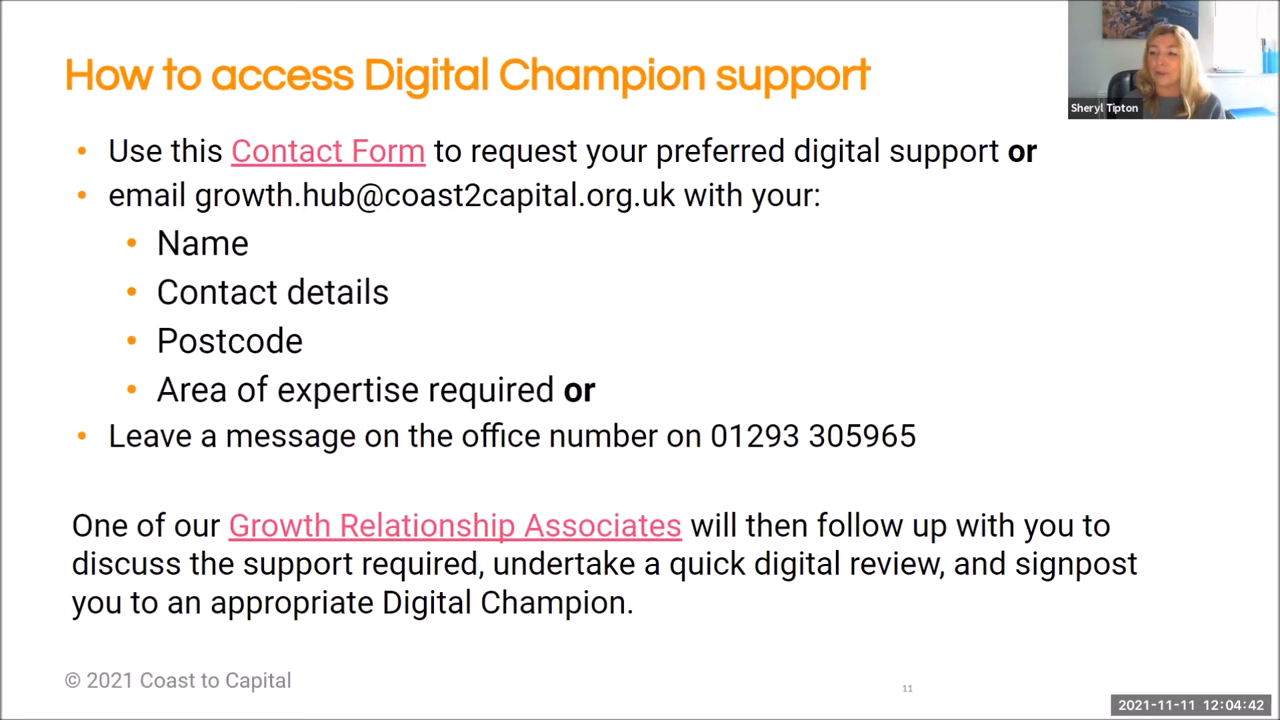 How to access Digital Champion support
Sheryl Tipton
• Use this Contact Form to request your preferred digital support or
• email growth.hub@coast2capital.org.uk with your:
• Name
• Contact details
• Postcode
• Area of expertise required or
• Leave a message on the office number on 01293 305965
One of our Growth Relationship Associates will then follow up with you to
discuss the support required, undertake a quick digital review, and signpost
you to an appropriate Digital Champion.
© 2021 Coast to Capital
11
2021-11-11 12:04:42